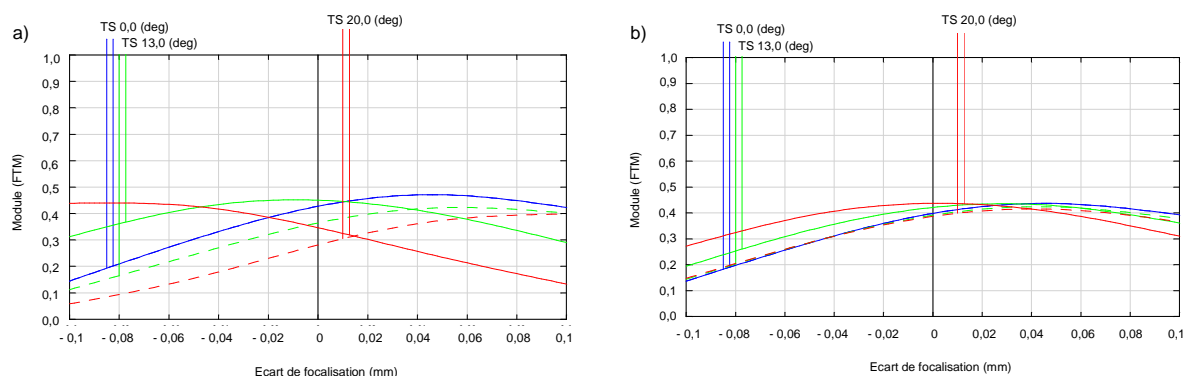 a)
TS 0,0 (deg)
TS 13,0 (deg)
TS 20,0 (deg)
Module (FTM)
1,0
0,9
0,8
0,7
0,6
0,5
0,4
0,3
0,2
0,1
0,0
- 0,1 - 0,08 - 0,06 - 0,04 - 0,02 0 0,02 0,04 0,06 0,08 0,1
Ecart de focalisation (mm)
b)
TS 0,0 (deg)
TS 13,0 (deg)
TS 20,0 (deg)
Module (FTM)
1,0
0,9
0,8
0,7
0,6
0,5
0,4
0,3
0,2
0,1
0,0
- 0,1 - 0,08 - 0,06 - 0,04 - 0,02 0 0,02 0,04 0,06 0,08 0,1
Ecart de focalisation (mm)